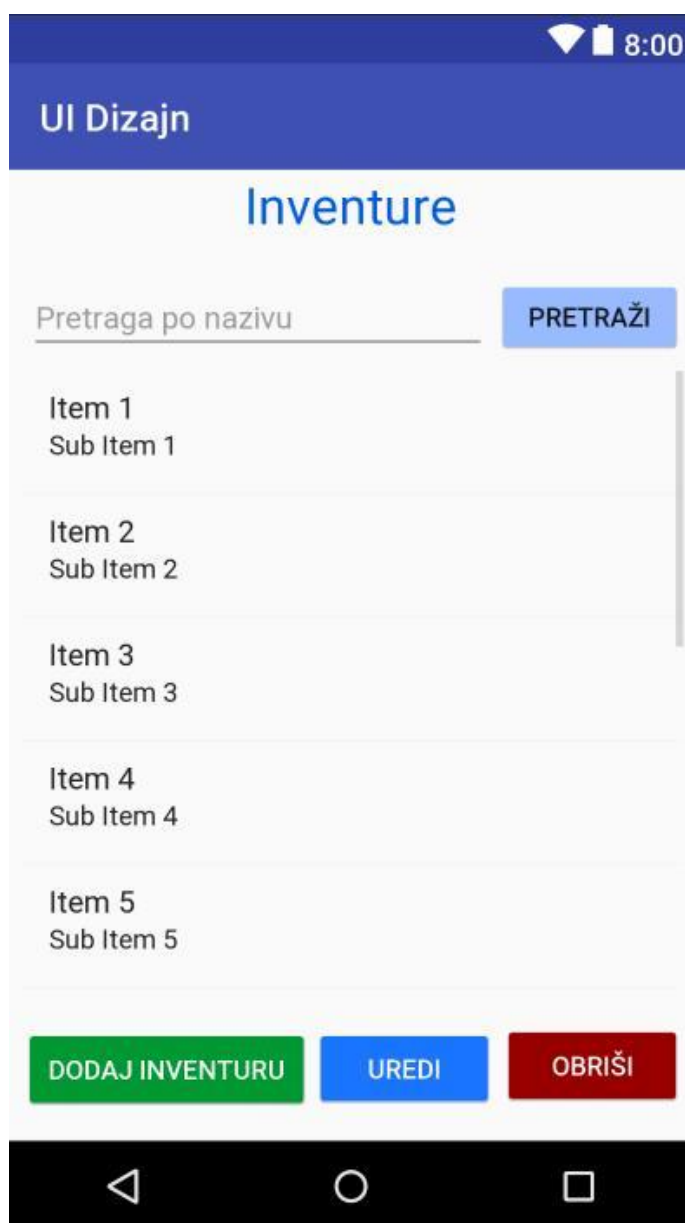 8:00
UI Dizajn
Inventure
Pretraga po nazivu PRETRAŽI
Item 1
Sub Item 1
Item 2
Sub Item 2
Item 3
Sub Item 3
Item 4
Sub Item 4
Item 5
Sub Item 5
DODAJ INVENTURU UREDI OBRIŠI